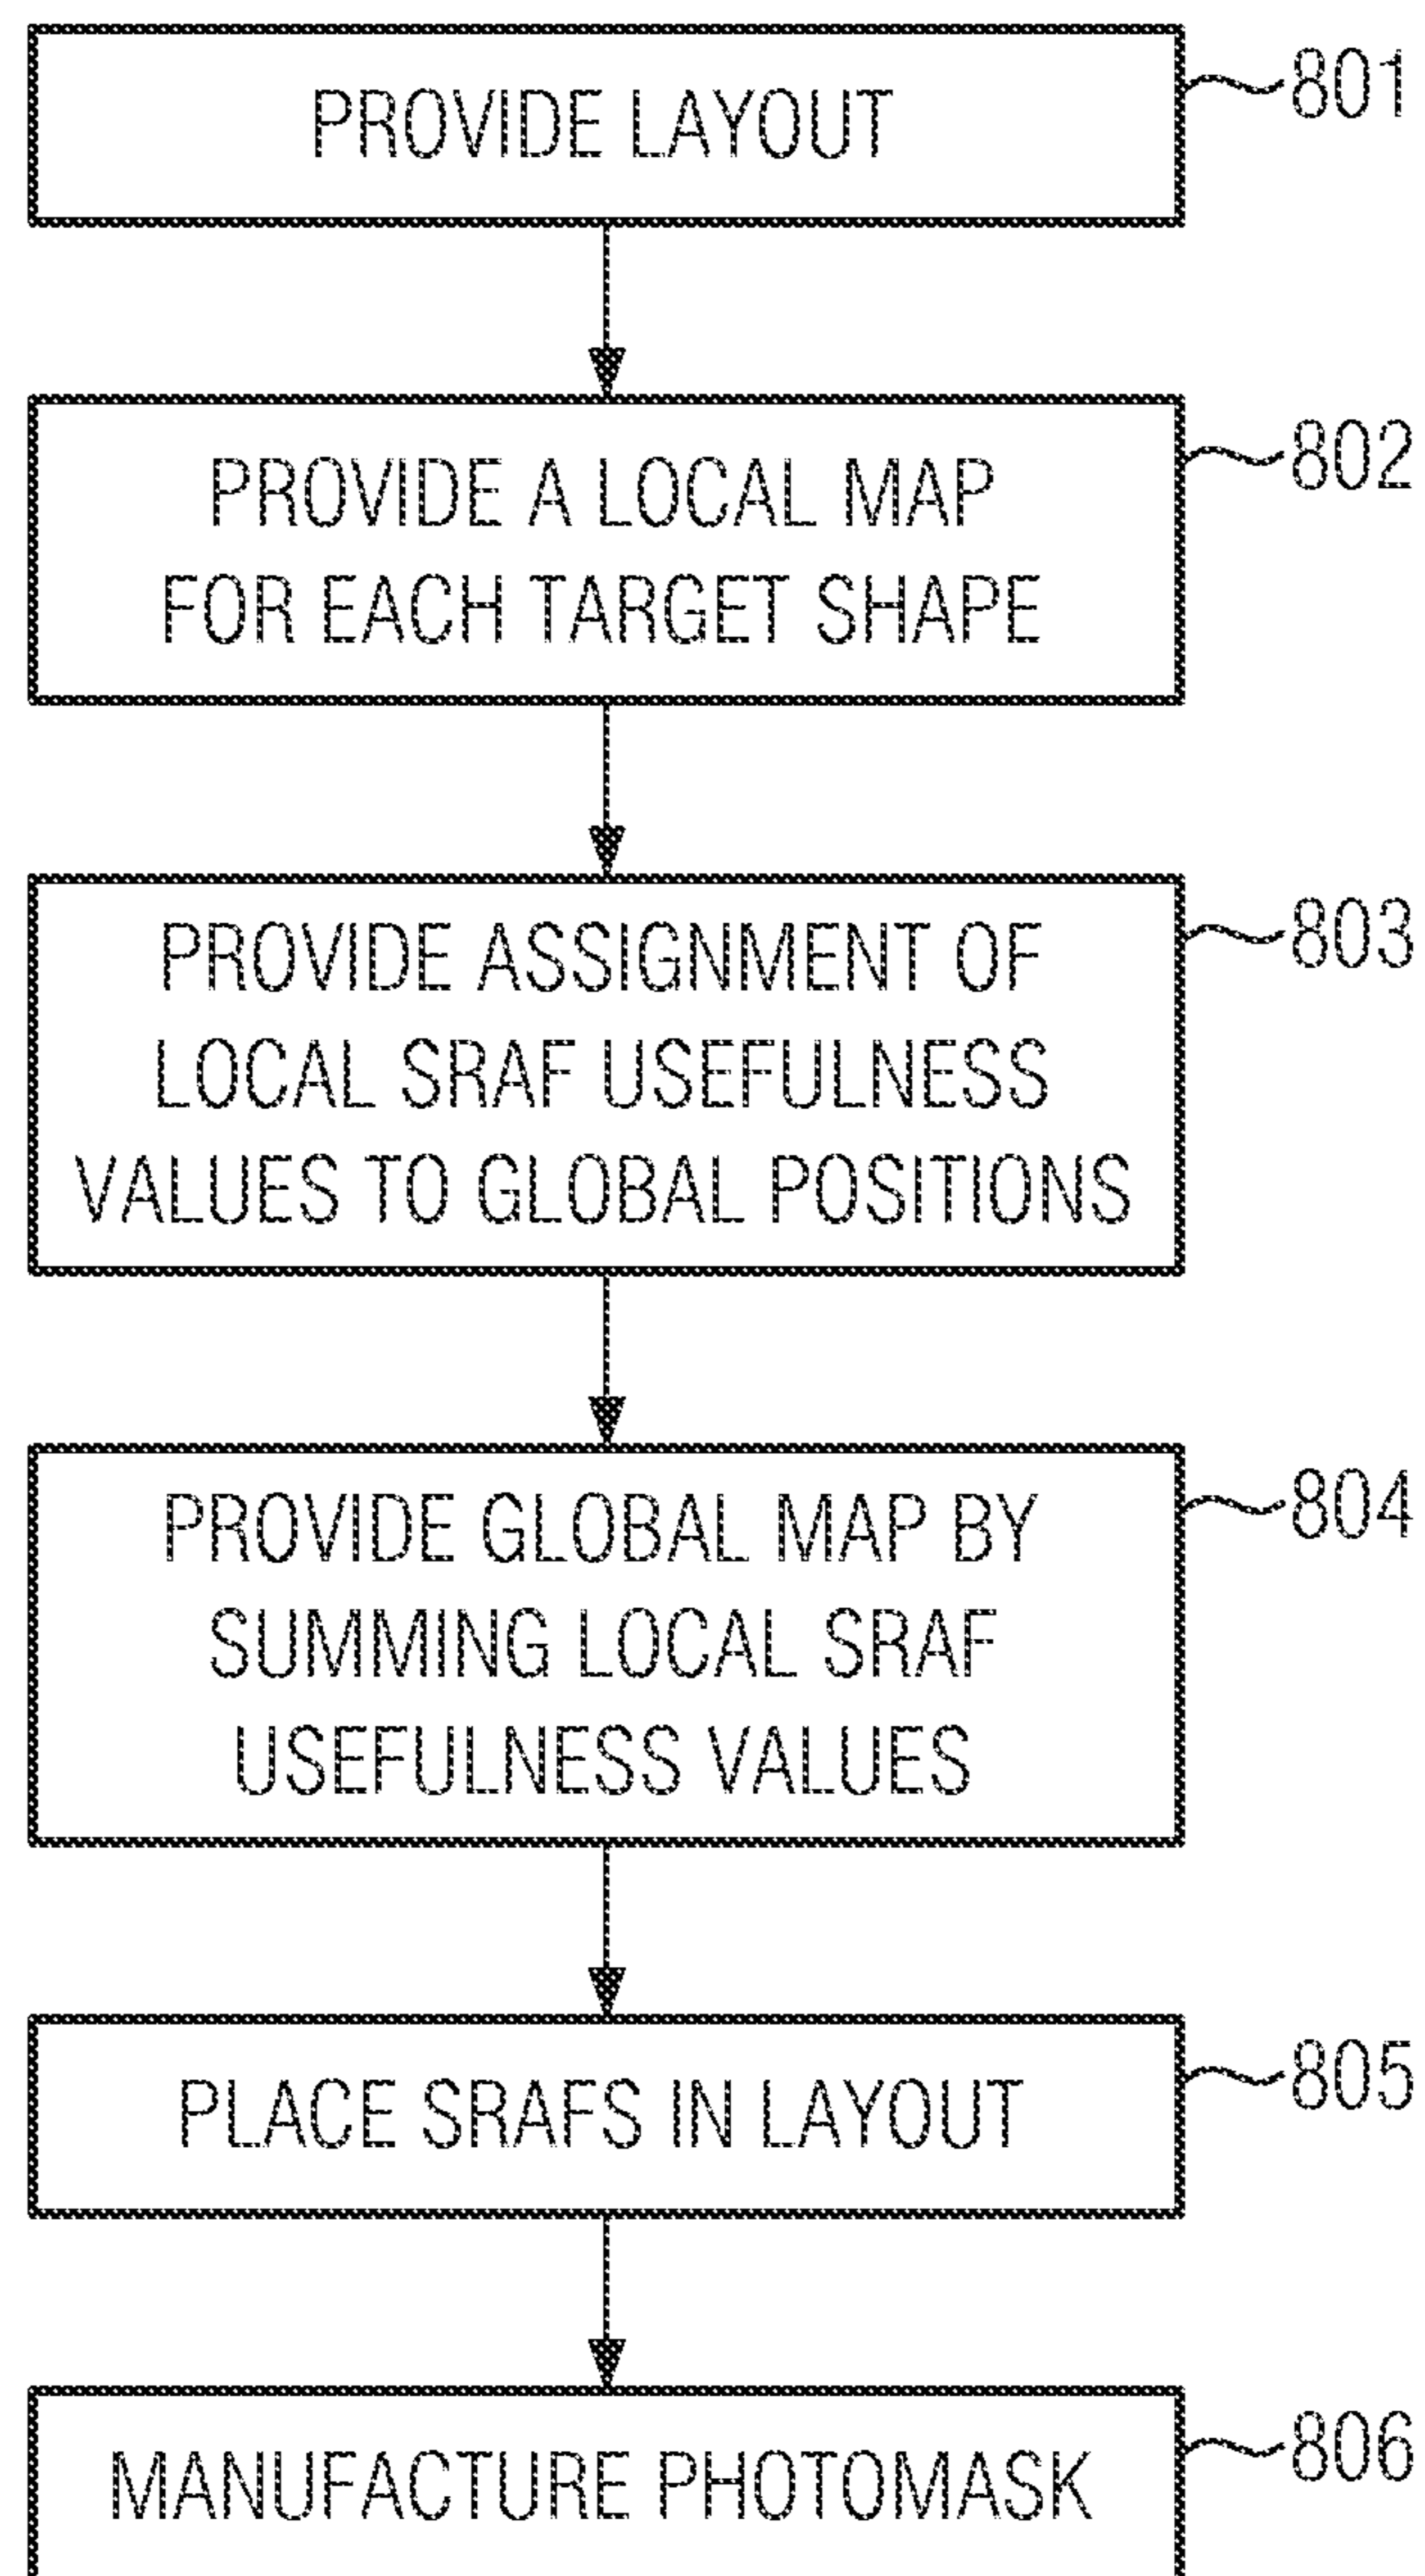 PROVIDE LAYOUT
801
PROVIDE A LOCAL MAP
FOR EACH TARGET SHAPE
802
PROVIDE ASSIGNMENT OF
LOCAL SRAF USEFULNESS
VALUES TO GLOBAL POSITIONS
803
PROVIDE GLOBAL MAP BY
SUMMING LOCAL SRAF
USEFULNESS VALUES
804
PLACE SRAFS IN LAYOUT
805
MANUFACTURE PHOTOMASK
806